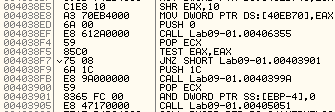 004038E5 C1E8 10 SHR EAX,10
004038E8 A3 70EB4000 MOV DWORD PTR DS:[40EB70],EAX
004038ED 6A 00 PUSH 0
004038EF E8 612A0000 CALL Lab09-01.00406355
004038F4 59 POP ECX
004038F5 85C0 TEST EAX,EAX
004038F7 75 08 JNZ SHORT Lab09-01.00403901
004038F9 6A 1C PUSH 1C
004038FB E8 9A000000 CALL Lab09-01.0040399A
00403900 59 POP ECX
00403901 8365 FC 00 AND DWORD PTR SS:[EBP-4],0
00403905 E8 47170000 CALL Lab09-01.00405051